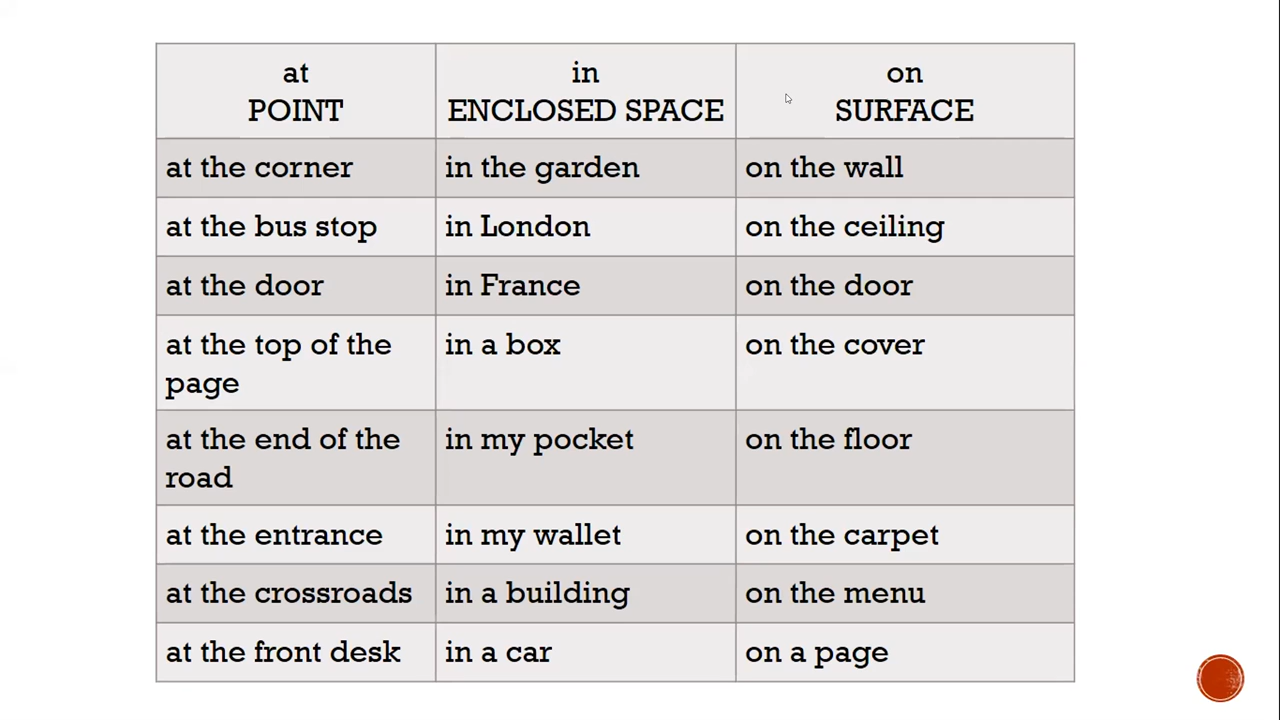 at
POINT
in
ENCLOSED SPACE
on
SURFACE
at the corner
in the garden
on the wall
at the bus stop
in London
on the ceiling
at the door
in France
on the door
at the top of the
page
in a box
on the cover
at the end of the
road
in my pocket
on the floor
at the entrance
in my wallet
on the carpet
at the crossroads
in a building
on the menu
at the front desk
in a car
on a page